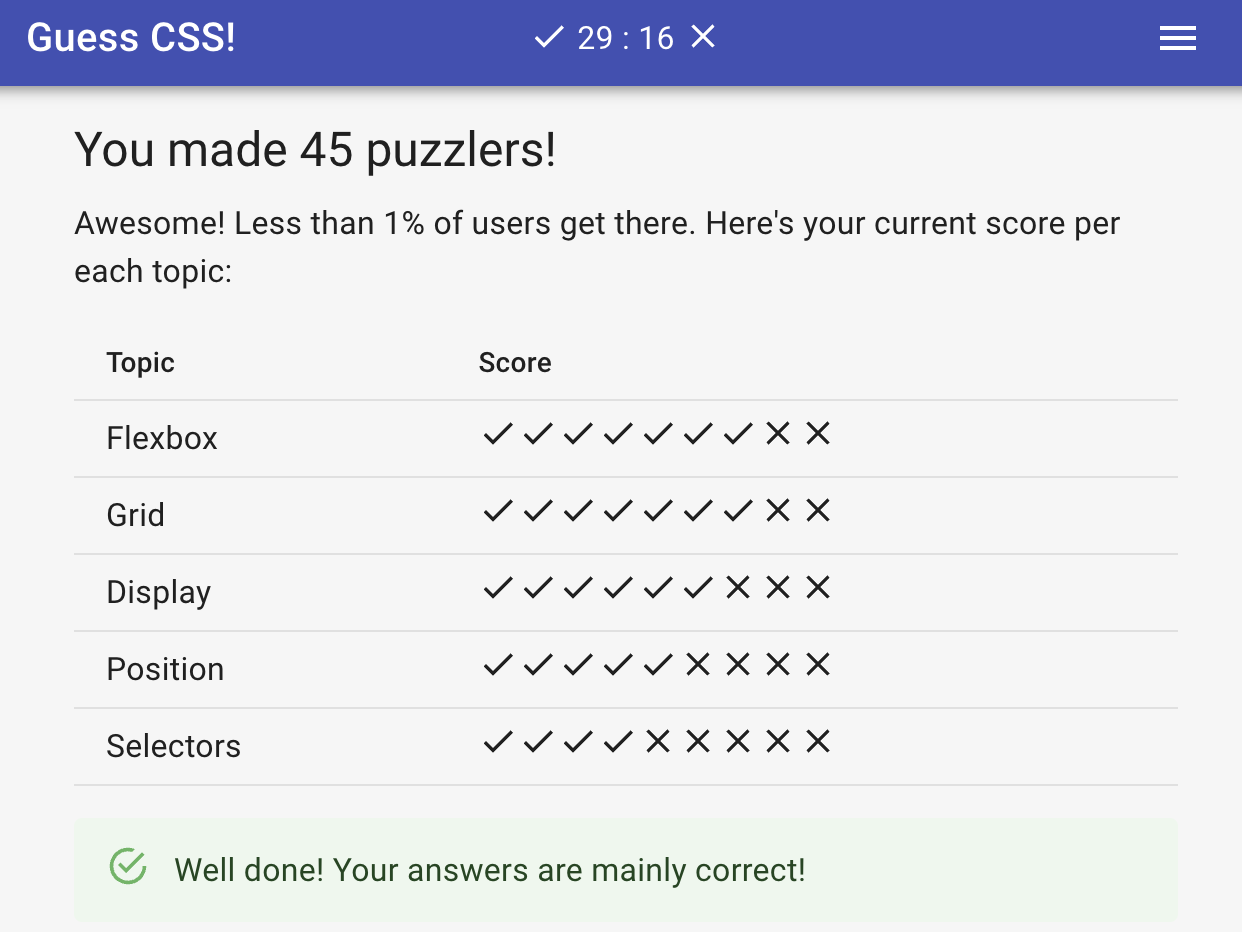 Guess CSS!
✓ 29 : 16 ✕
You made 45 puzzlers!
Awesome! Less than 1% of users get there. Here's your current score per
each topic:
Topic Score
Flexbox ✓ ✓ ✓ ✓ ✓ ✓ ✓ ✕ ✕
Grid ✓ ✓ ✓ ✓ ✓ ✓ ✓ ✕ ✕
Display ✓ ✓ ✓ ✓ ✓ ✓ ✕ ✕ ✕
Position ✓ ✓ ✓ ✓ ✓ ✕ ✕ ✕ ✕
Selectors ✓ ✓ ✓ ✓ ✕ ✕ ✕ ✕ ✕
Well done! Your answers are mainly correct!